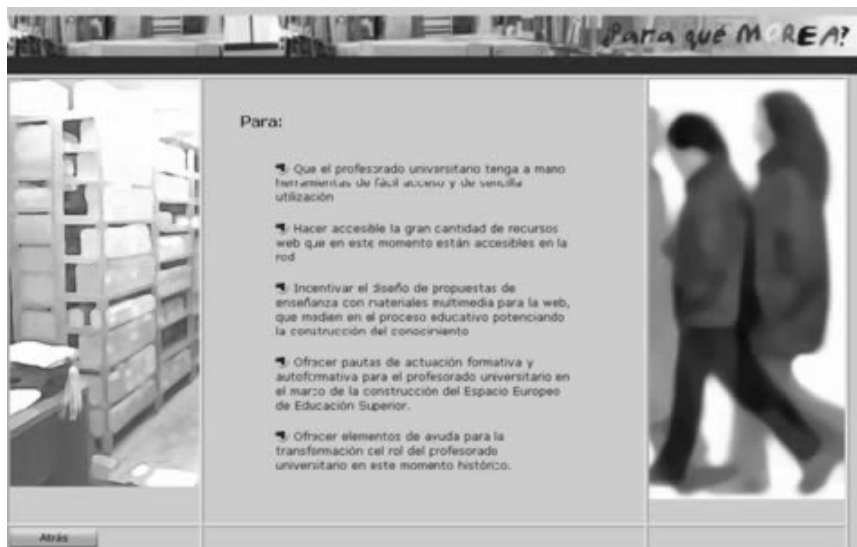 ¿Para qué MOREA?
Para:
Que el profesorado universitario tenga a mano
herramientas de fácil acceso y de sencilla
utilización
Hacer accesible la gran cantidad de recursos
web que en este momento están accesibles en la
red
Incentivar el diseño de propuestas de
enseñanza con materiales multimedia para la web,
que medien en el proceso educativo potenciando
la construcción del conocimiento
Ofrecer pautas de actuación formativa y
autoformativa para el profesorado universitario en
el marco de la construcción del Espacio Europeo
de Educación Superior.
Ofrecer elementos de ayuda para la
transformación del rol del profesorado
universitario en este momento histórico.
Atrás